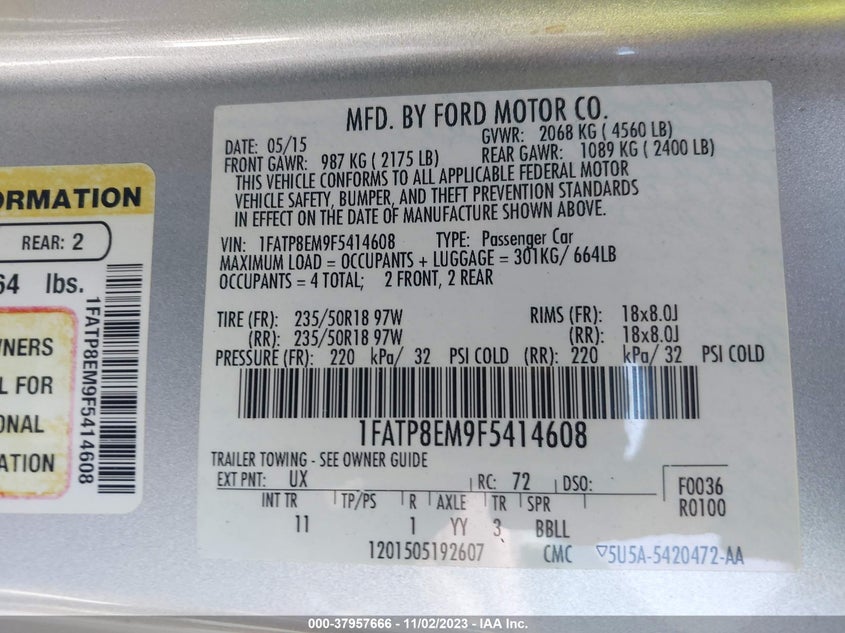 ORMATION
REAR: 2
64 lbs.
WNERS
L FOR
ONAL
ATION
1FATP8EM9F5414608
MFD. BY FORD MOTOR CO.
DATE: 05/15 GVWR: 2068 KG ( 4560 LB)
FRONT GAWR: 987 KG ( 2175 LB) REAR GAWR: 1089 KG ( 2400 LB)
THIS VEHICLE CONFORMS TO ALL APPLICABLE FEDERAL MOTOR
VEHICLE SAFETY, BUMPER, AND THEFT PREVENTION STANDARDS
IN EFFECT ON THE DATE OF MANUFACTURE SHOWN ABOVE.
VIN: 1FATP8EM9F5414608 TYPE: Passenger Car
MAXIMUM LOAD = OCCUPANTS + LUGGAGE = 301KG/ 664LB
OCCUPANTS = 4 TOTAL; 2 FRONT, 2 REAR
TIRE (FR): 235/50R18 97W RIMS (FR): 18x8.0J
(RR): 235/50R18 97W (RR): 18x8.0J
PRESSURE (FR): 220 kPa/ 32 PSI COLD (RR): 220 kPa/ 32 PSI COLD
1FATP8EM9F5414608
TRAILER TOWING - SEE OWNER GUIDE
EXT PNT: UX RC: 72 DSO: F0036
INT TR TP/PS R AXLE TR SPR R0100
11 1 YY 3 BBLL
1201505192607 CMC ▽5U5A-5420472-AA
000-37957666 - 11/02/2023 - IAA Inc.